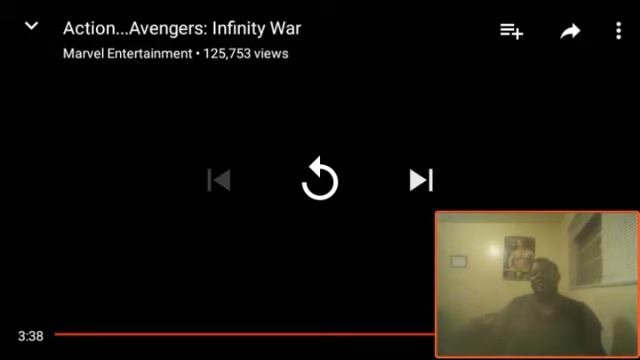 Action...Avengers: Infinity War
Marvel Entertainment • 125,753 views
3:38